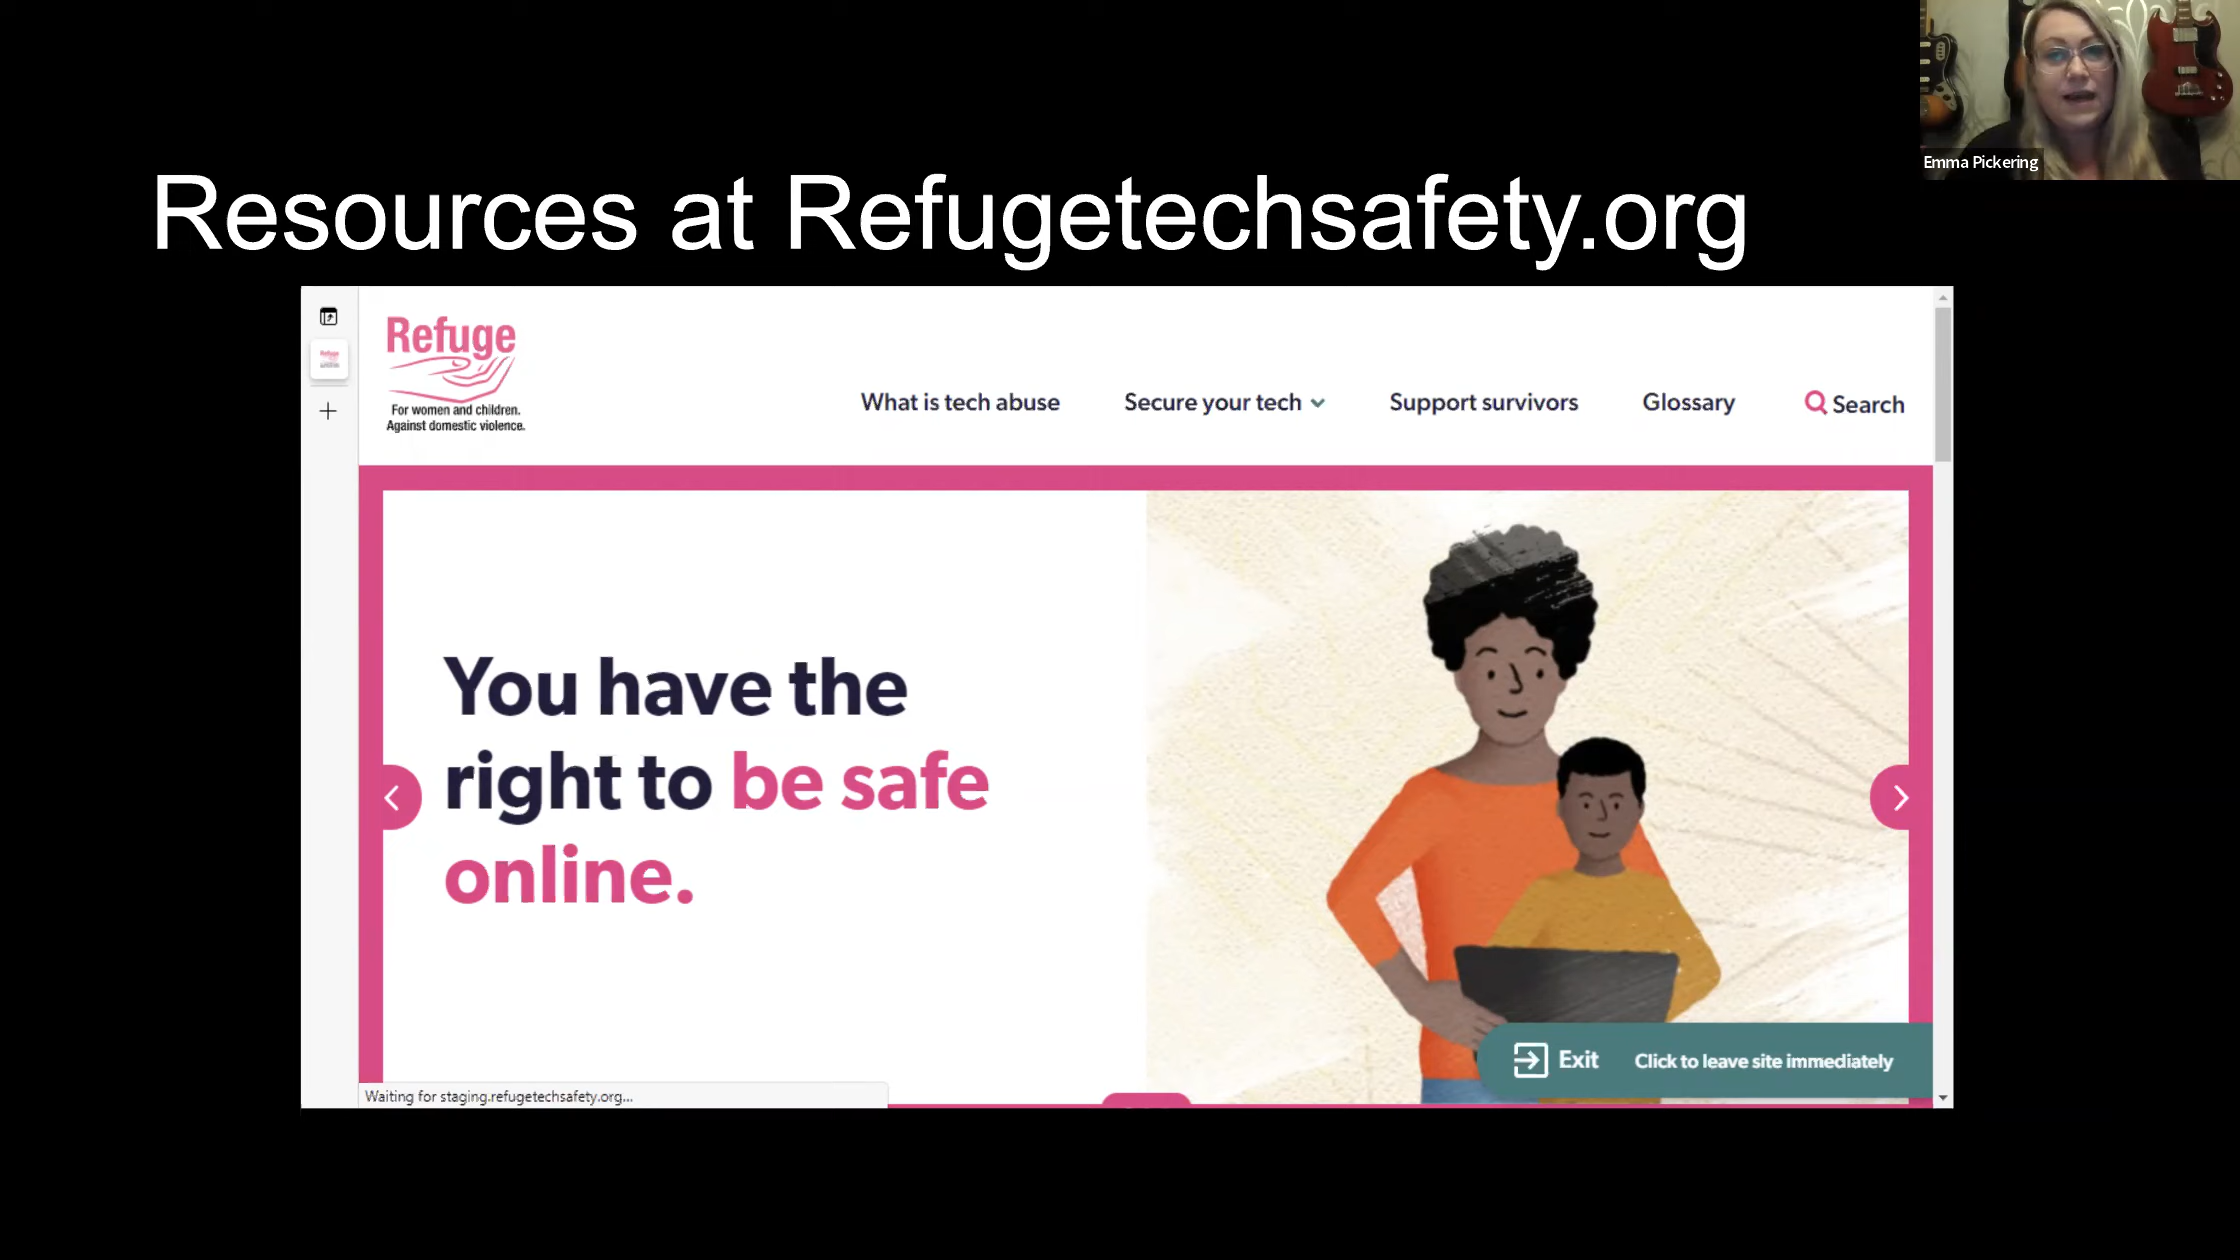 Emma Pickering
Resources at Refugetechsafety.org
Refuge
For women and children.
Against domestic violence.
What is tech abuse
Secure your tech
Support survivors
Glossary
Search
You have the
right to be safe
online.
Exit
Click to leave site immediately
Waiting for staging.refugetechsafety.org...